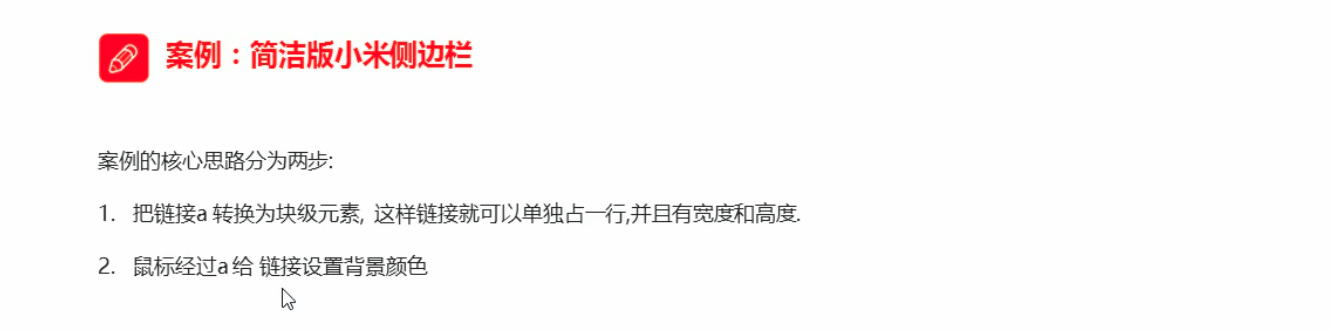 案例：简洁版小米侧边栏
案例的核心思路分为两步:
1. 把链接a 转换为块级元素, 这样链接就可以单独占一行,并且有宽度和高度.
2. 鼠标经过a 给 链接设置背景颜色